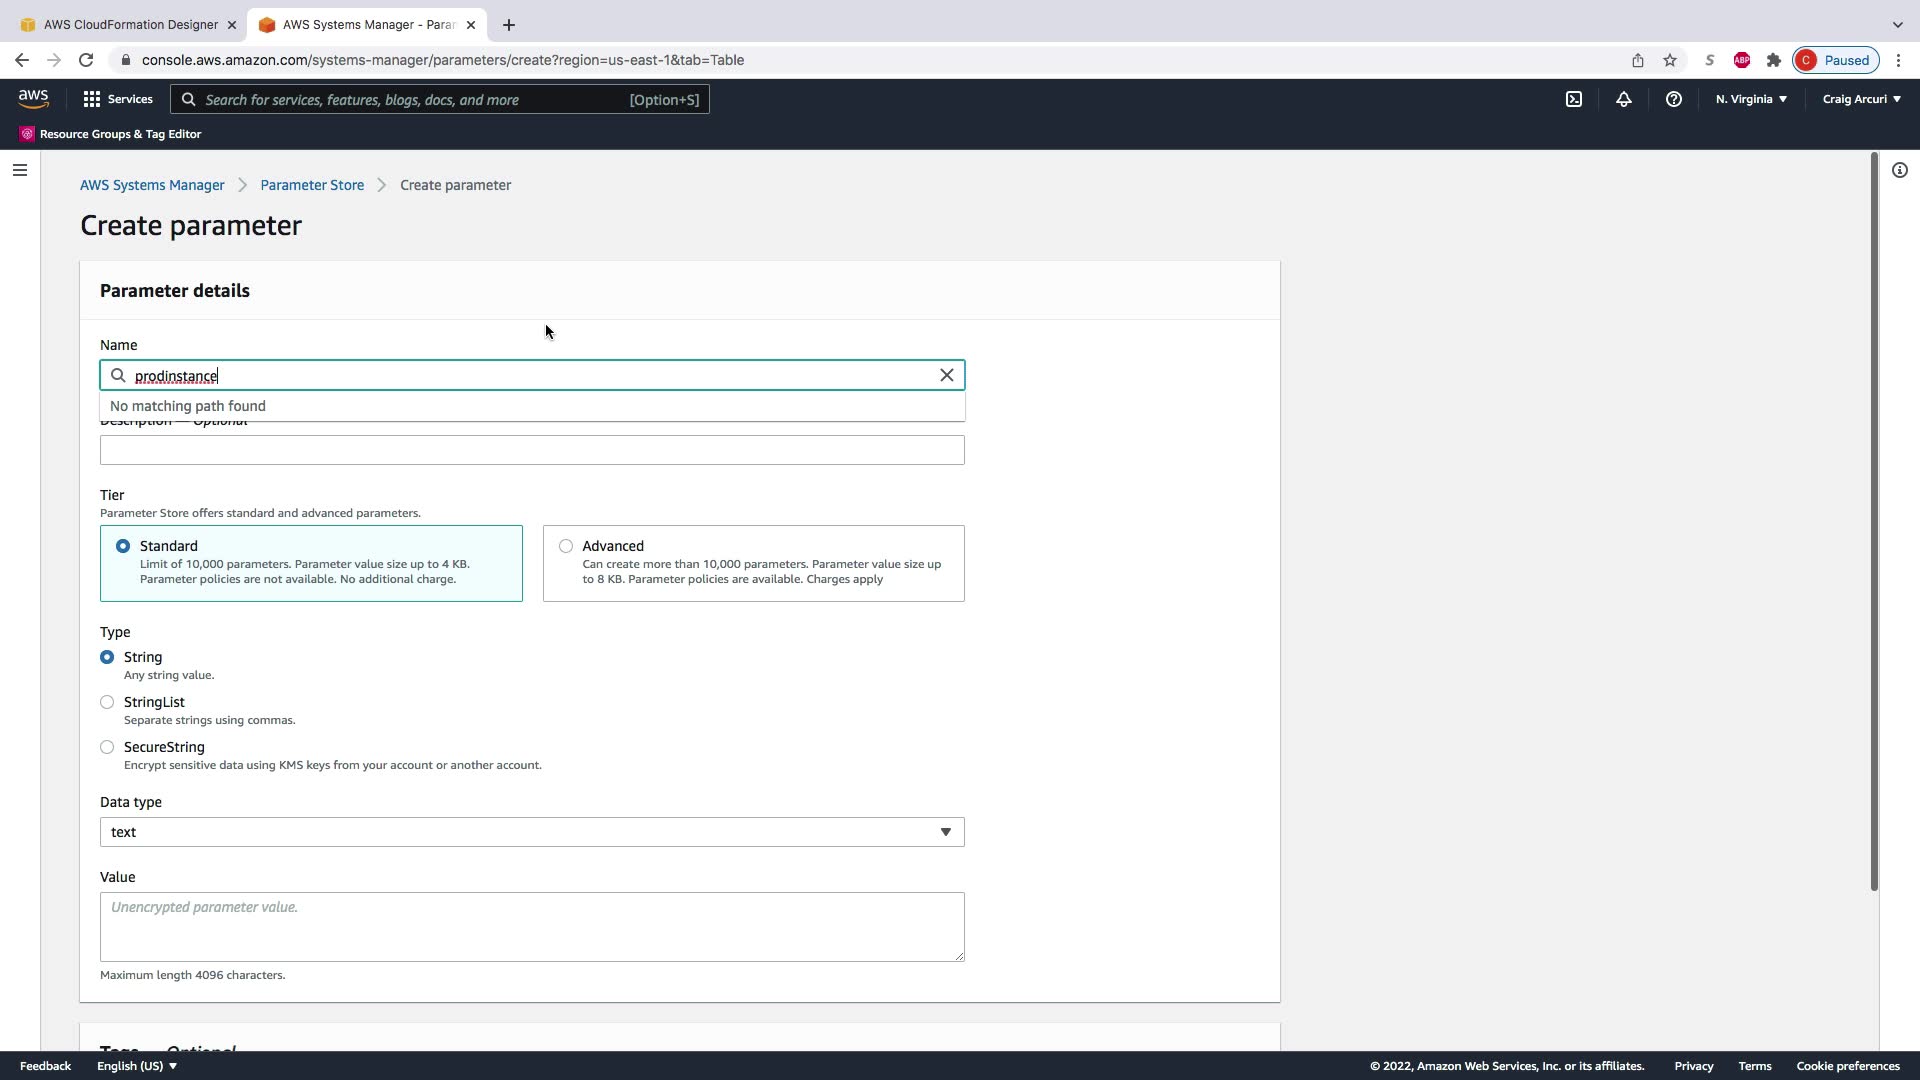 AWS CloudFormation Designer
AWS Systems Manager - Para
console.aws.amazon.com/systems-manager/parameters/create?region=us-east-1&tab=Table
S
ABP
C Paused
aws
Services
Search for services, features, blogs, docs, and more [Option+S]
N. Virginia
Craig Arcuri
Resource Groups & Tag Editor
AWS Systems Manager
Parameter Store
Create parameter
Create parameter
Parameter details
Name
prodinstance
No matching path found
Description — Optional
Tier
Parameter Store offers standard and advanced parameters.
Standard
Limit of 10,000 parameters. Parameter value size up to 4 KB.
Parameter policies are not available. No additional charge.
Advanced
Can create more than 10,000 parameters. Parameter value size up
to 8 KB. Parameter policies are available. Charges apply
Type
String
Any string value.
StringList
Separate strings using commas.
SecureString
Encrypt sensitive data using KMS keys from your account or another account.
Data type
text
Value
Unencrypted parameter value.
Maximum length 4096 characters.
Tags — Optional
Feedback
English (US)
© 2022, Amazon Web Services, Inc. or its affiliates.
Privacy
Terms
Cookie preferences